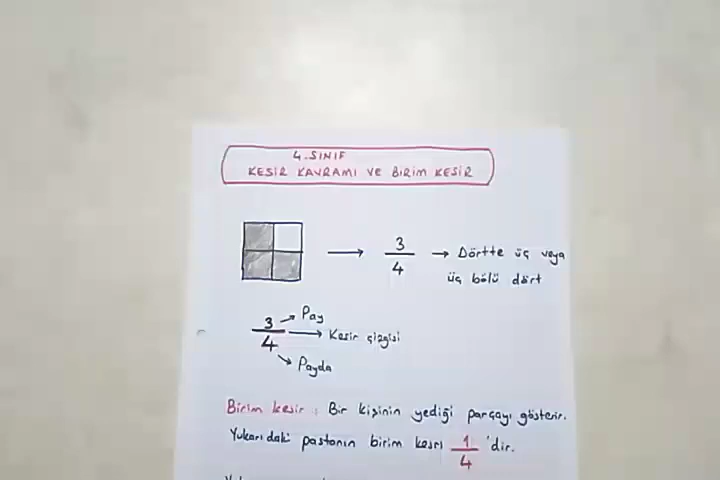 4. SINIF
KESİR KAVRAMI VE BİRİM KESİR
3/4 → Dörtte üç veya
üç bölü dört
3/4 → Pay
→ Kesir çizgisi
→ Payda
Birim kesir : Bir kişinin yediği parçayı gösterir.
Yukarıdaki pastanın birim kesri 1/4 'dir.